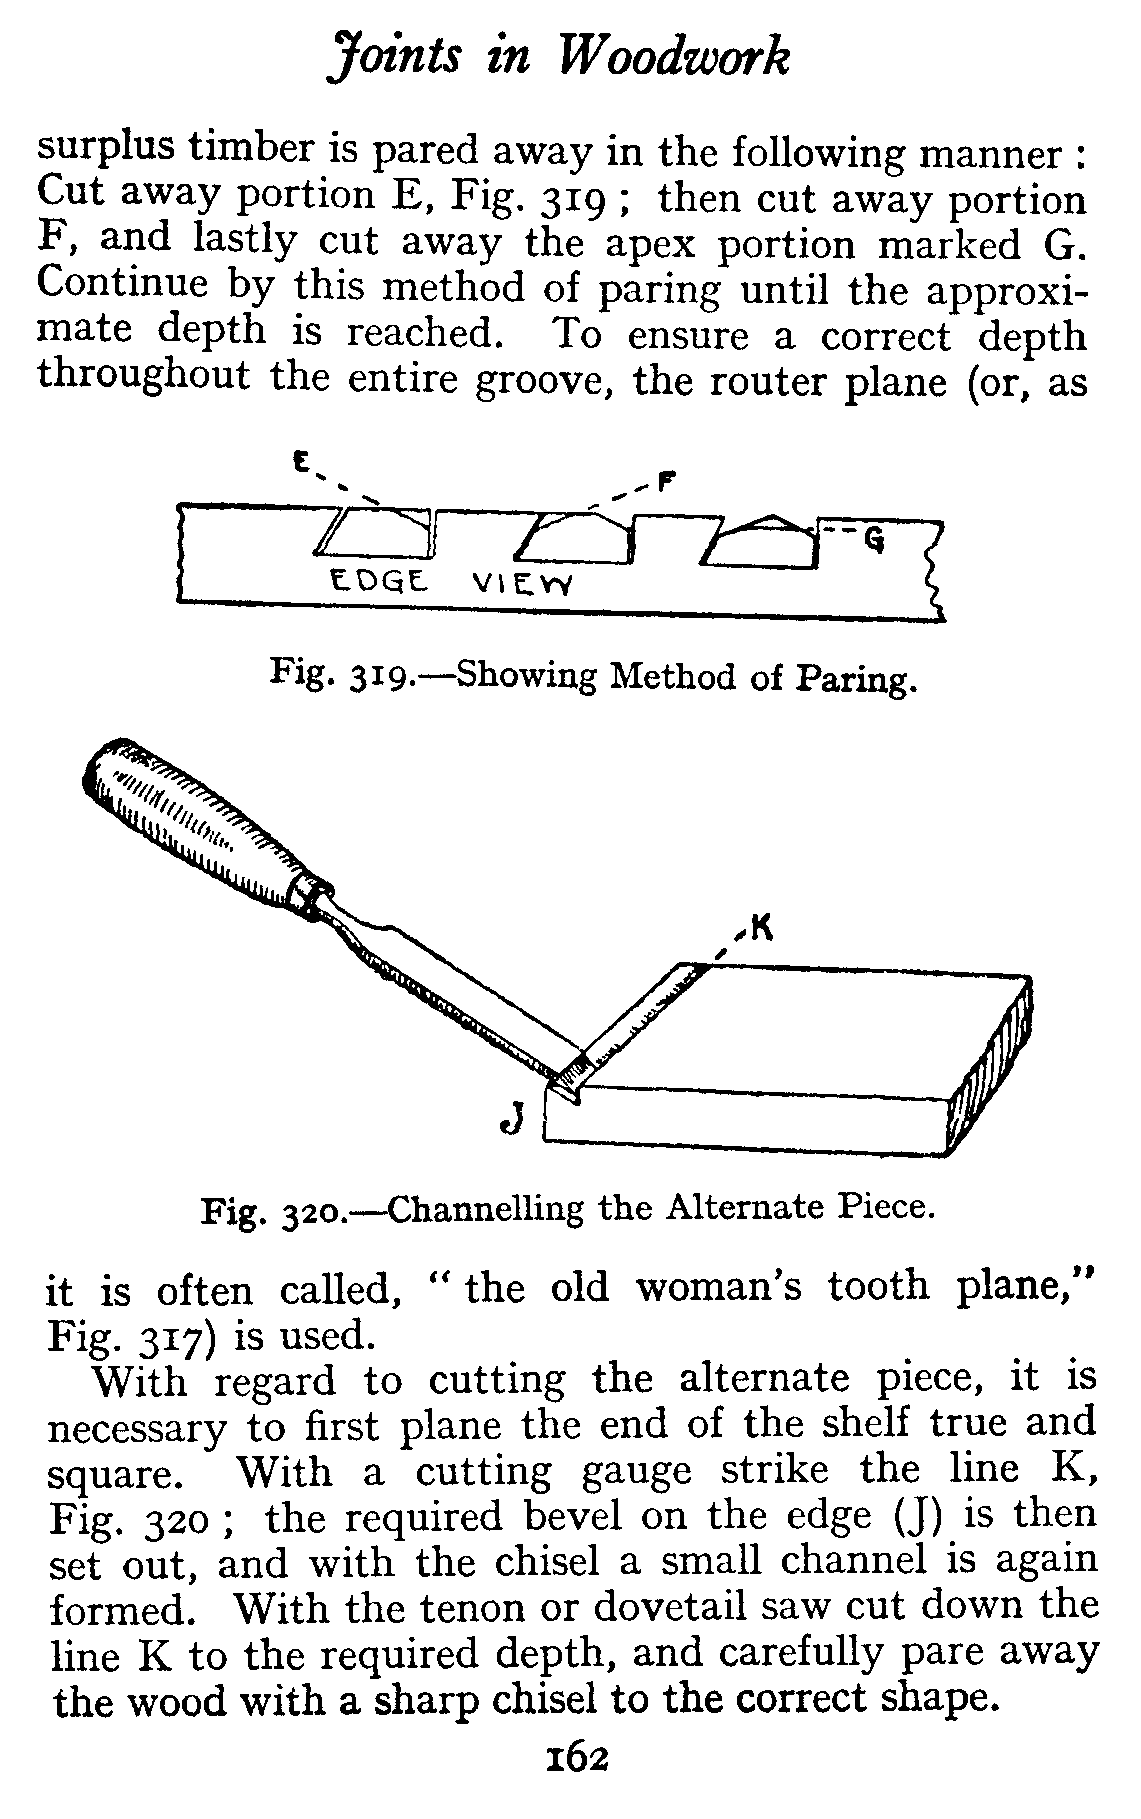 Joints in Woodwork
surplus timber is pared away in the following manner :
Cut away portion E, Fig. 319 ; then cut away portion
F, and lastly cut away the apex portion marked G.
Continue by this method of paring until the approxi-
mate depth is reached. To ensure a correct depth
throughout the entire groove, the router plane (or, as
E
F
G
EDGE VIEW
Fig. 319.—Showing Method of Paring.
K
J
Fig. 320.—Channelling the Alternate Piece.
it is often called, “ the old woman’s tooth plane,”
Fig. 317) is used.
With regard to cutting the alternate piece, it is
necessary to first plane the end of the shelf true and
square. With a cutting gauge strike the line K,
Fig. 320 ; the required bevel on the edge (J) is then
set out, and with the chisel a small channel is again
formed. With the tenon or dovetail saw cut down the
line K to the required depth, and carefully pare away
the wood with a sharp chisel to the correct shape.
162